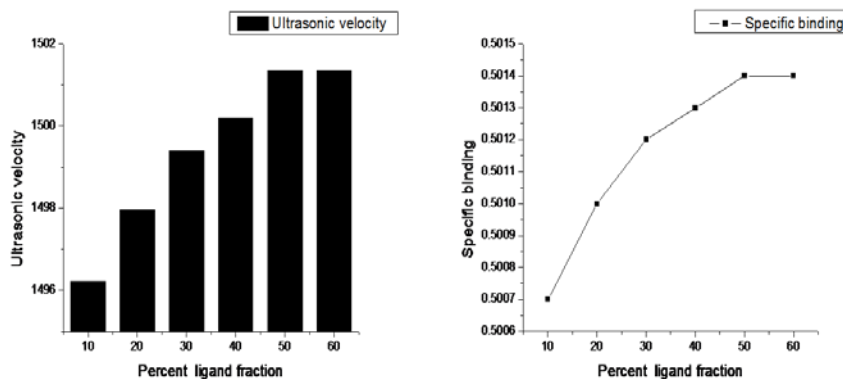 Ultrasonic velocity
1502
1500
1498
1496
Ultrasonic velocity
10 20 30 40 50 60
Percent ligand fraction
Specific binding
0.5015
0.5014
0.5013
0.5012
0.5011
0.5010
0.5009
0.5008
0.5007
0.5006
Specific binding
10 20 30 40 50 60
Percent ligand fraction